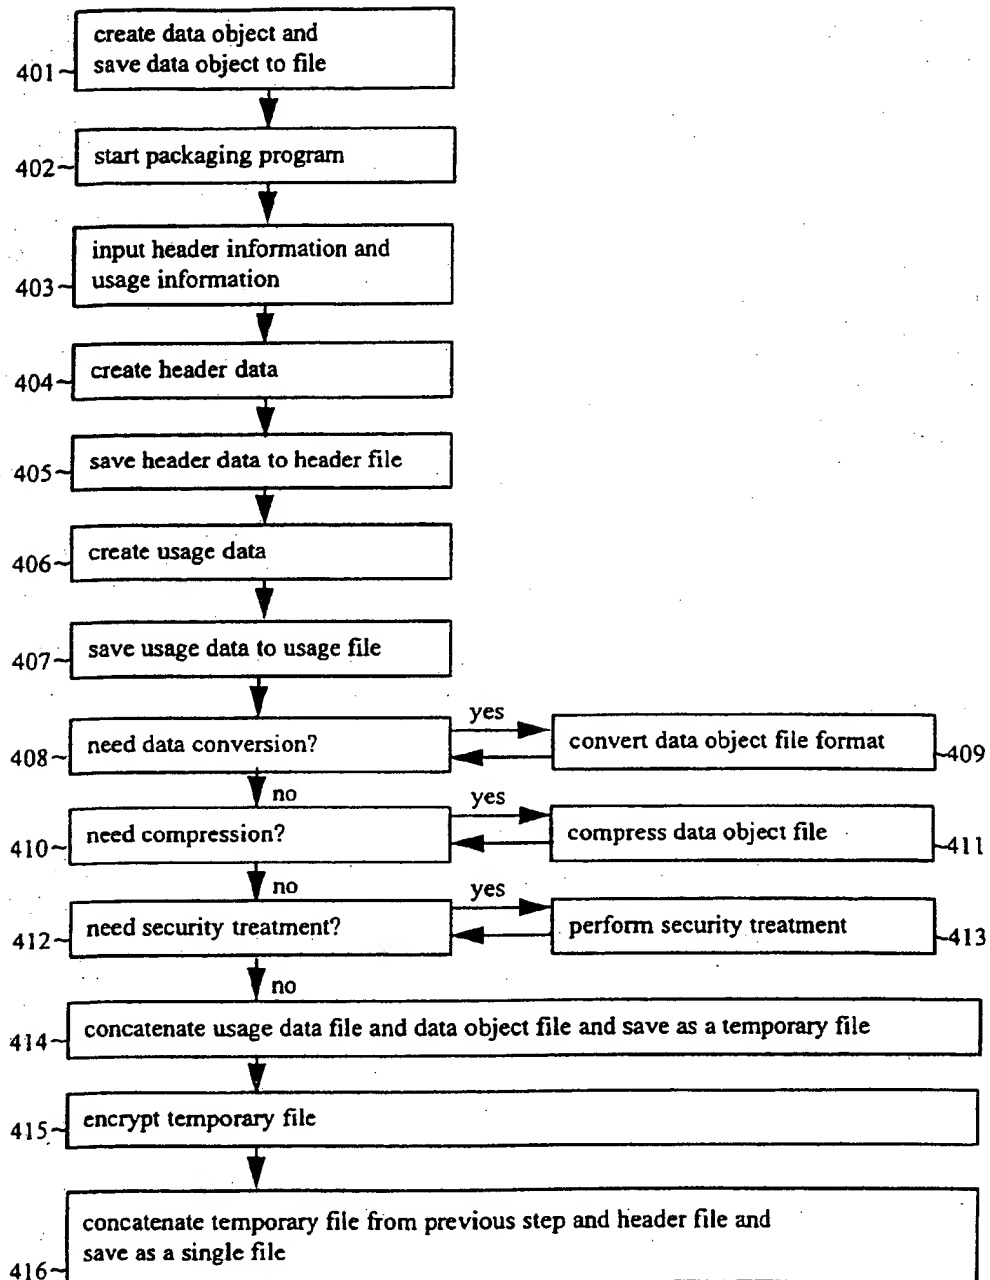 create data object and
save data object to file
401~
start packaging program
402~
input header information and
usage information
403~
create header data
404~
save header data to header file
405~
create usage data
406~
save usage data to usage file
407~
yes
need data conversion?
convert data object file format
408~
~409
no
yes
need compression?
compress data object file
410~
~411
no
yes
need security treatment?
perform security treatment
412~
~413
no
concatenate usage data file and data object file and save as a temporary file
414~
encrypt temporary file
415~
concatenate temporary file from previous step and header file and
save as a single file
416~